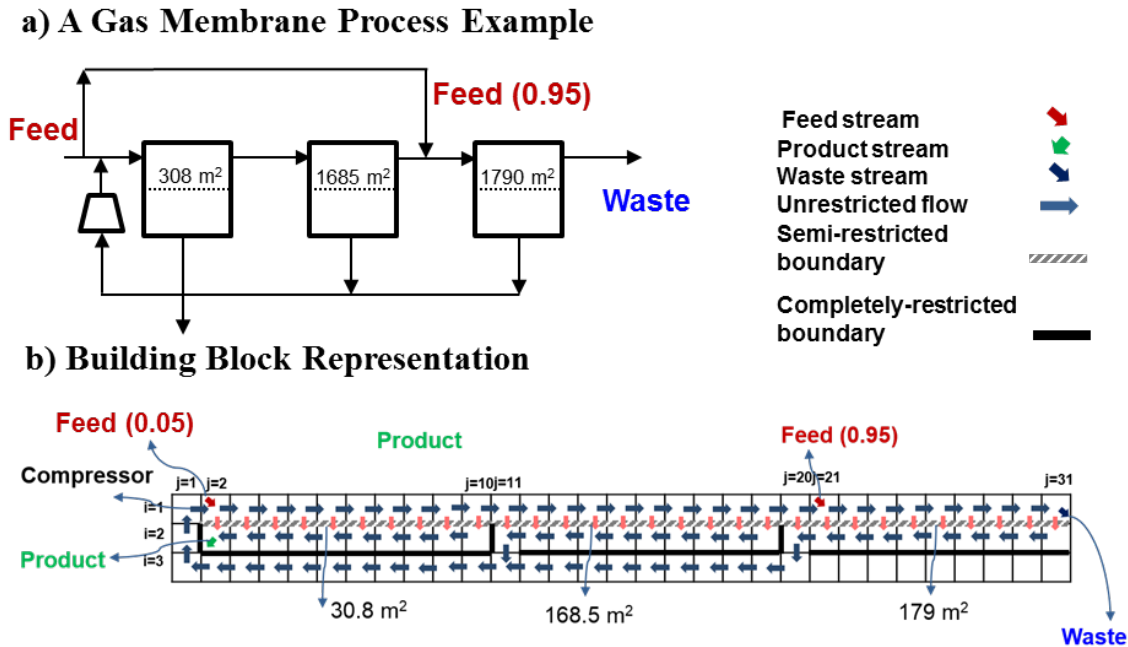 a) A Gas Membrane Process Example
Feed
Feed (0.95)
308 m²
1685 m²
1790 m²
Waste
Feed stream
Product stream
Waste stream
Unrestricted flow
Semi-restricted
boundary
Completely-restricted
boundary
b) Building Block Representation
Feed (0.05)
Product
Feed (0.95)
Compressor
j=1 j=2
j=10 j=11
j=20 j=21
j=31
i=1
i=2
i=3
Product
30.8 m²
168.5 m²
179 m²
Waste